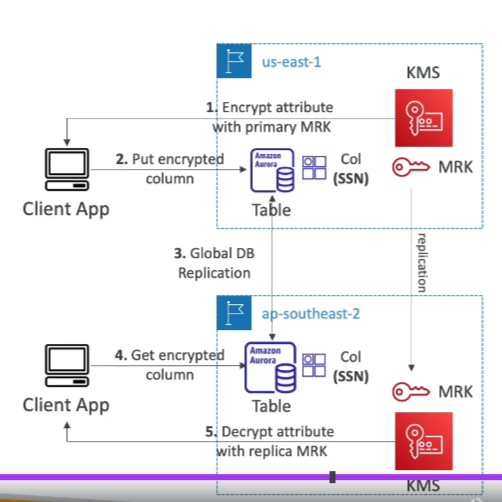 us-east-1
KMS
1. Encrypt attribute
with primary MRK
2. Put encrypted
column
Amazon
Aurora
Col
(SSN)
MRK
Client App
Table
3. Global DB
Replication
replication
ap-southeast-2
4. Get encrypted
column
Amazon
Aurora
Col
(SSN)
MRK
Client App
Table
5. Decrypt attribute
with replica MRK
KMS